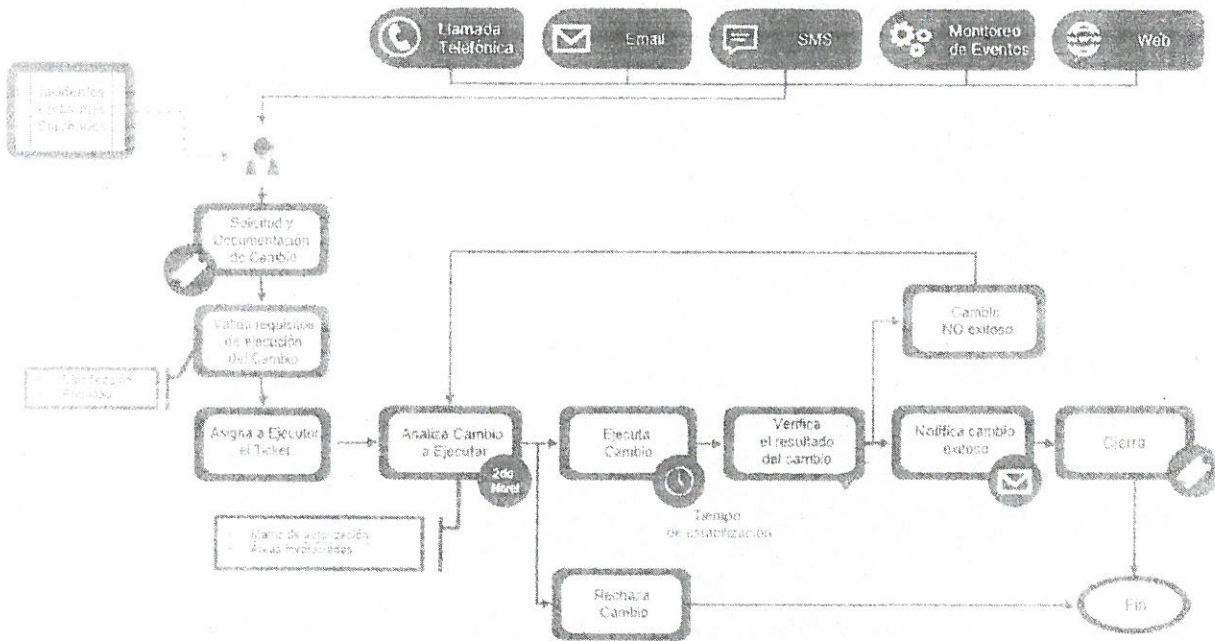 Llamada
Telefónica
Email
SMS
Monitoreo
de Eventos
Web
Incidentes
Problemas
Solicitud y
Documentación
de Cambio
Valida requisitos
de ejecución
del Cambio
Cambio
NO exitoso
Asigna a Ejecutor
el Ticket
Analiza Cambio
a Ejecutar
2do
Nivel
Ejecuta
Cambio
Verifica
el resultado
del cambio
Notifica cambio
exitoso
Cierra
Tiempo
de estabilización
Matriz de autorización
Áreas involucradas
Rechaza
Cambio
Fin